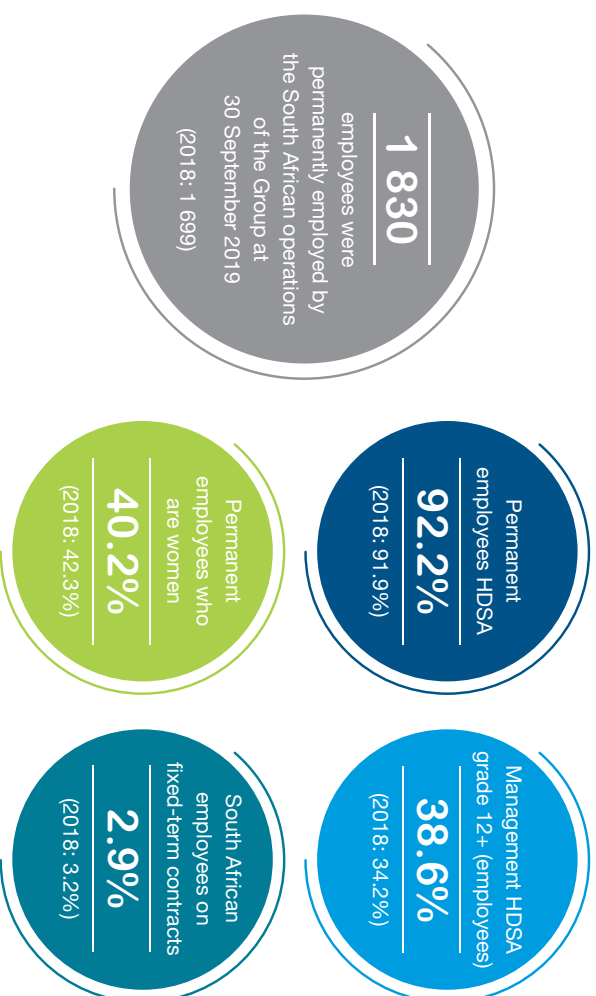 1 830
employees were
permanently employed by
the South African operations
of the Group at
30 September 2019
(2018: 1 699)
Permanent
employees HDSA
92.2%
(2018: 91.9%)
Management HDSA
grade 12+ (employees)
38.6%
(2018: 34.2%)
Permanent
employees who
are women
40.2%
(2018: 42.3%)
South African
employees on
fixed-term contracts
2.9%
(2018: 3.2%)